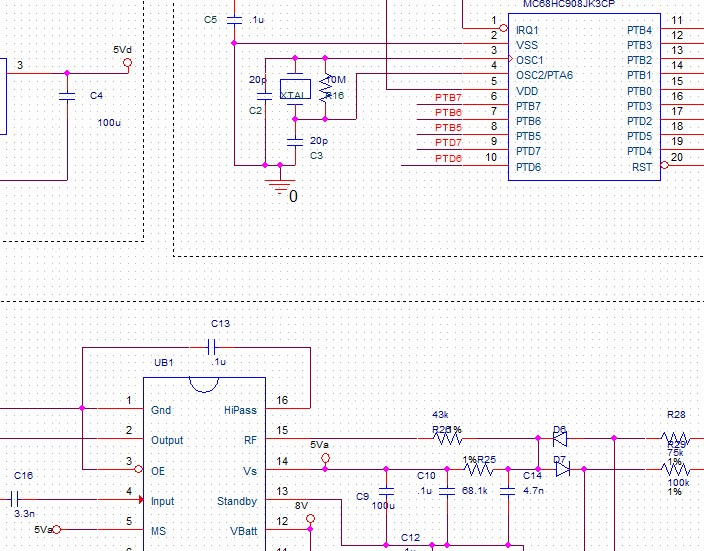 MC68HC908JK3CP
C5 .1u
1 IRQ1 PTB4 11
2 VSS PTB3 12
3 OSC1 PTB2 13
4 OSC2/PTA6 PTB1 14
5 VDD PTB0 15
PTB7 6 PTB7 PTD3 16
PTB6 7 PTB6 PTD2 17
PTB5 8 PTB5 PTD5 18
PTD7 9 PTD7 PTD4 19
PTD6 10 PTD6 RST 20
5Vd
3
C4
100u
20p
XTAL
10M
R16
C2
20p
C3
0
C13
.1u
UB1
1 Gnd HiPass 16
2 Output RF 15
3 OE Vs 14
4 Input Standby 13
5 MS VBatt 12
6 11
C16
3.3n
5Va
8V
5Va
43k
1%
C9
100u
C10
.1u
1% R25
68.1k
C14
4.7n
D6
D7
R28
R29
75k
1%
100k
1%
C12